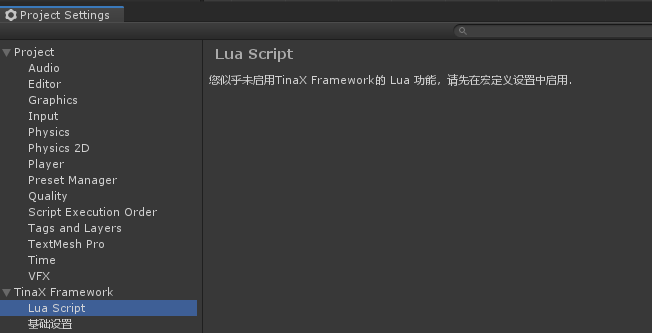 Project Settings
Project
Audio
Editor
Graphics
Input
Physics
Physics 2D
Player
Preset Manager
Quality
Script Execution Order
Tags and Layers
TextMesh Pro
Time
VFX
TinaX Framework
Lua Script
基础设置
Lua Script
您似乎未启用TinaX Framework的 Lua 功能，请先在宏定义设置中启用.